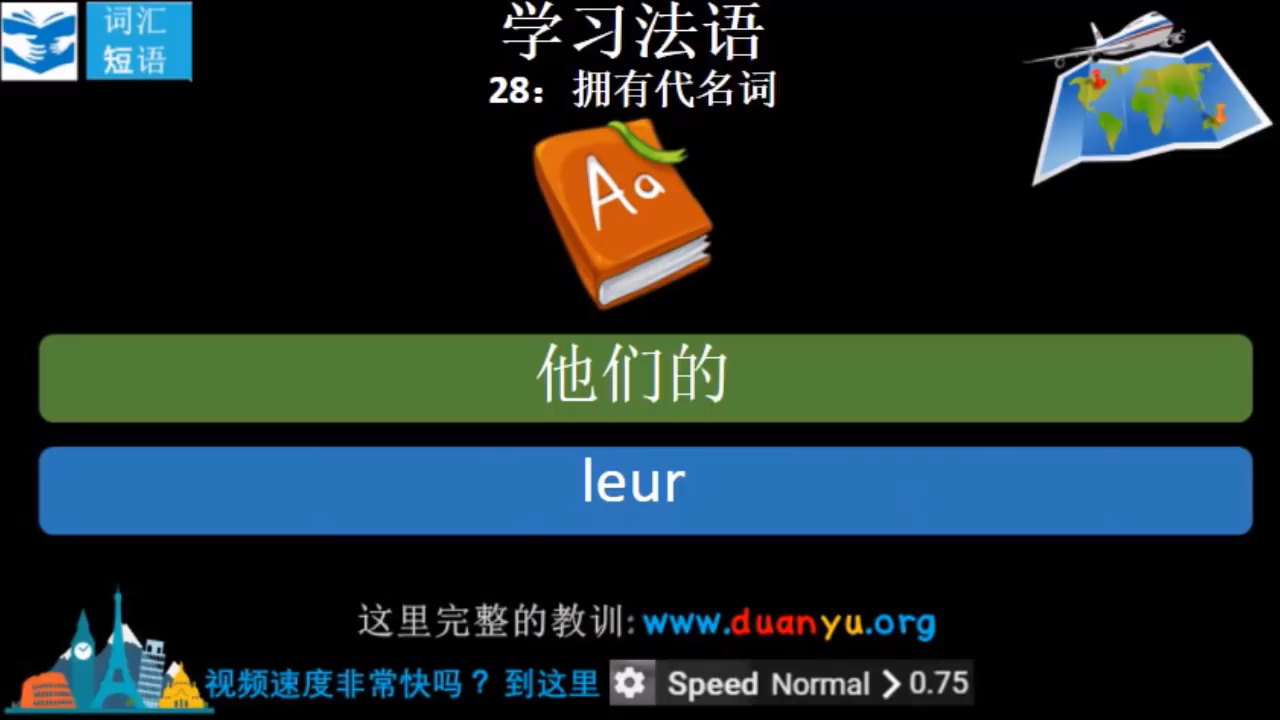 词汇
短语
学习法语
28：拥有代名词
Aa
他们的
leur
这里完整的教训: www.duanyu.org
视频速度非常快吗？ 到这里 Speed Normal > 0.75